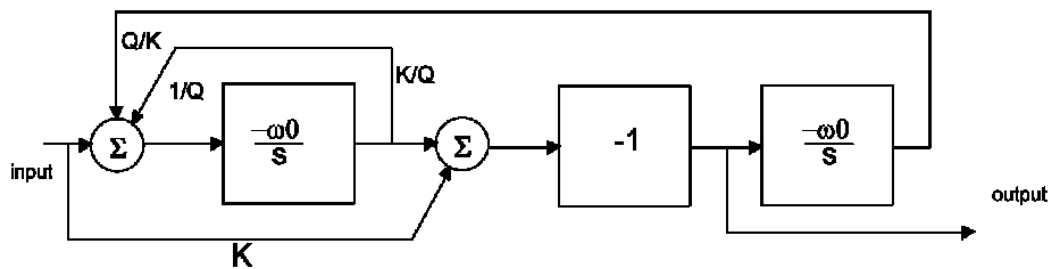 Q/K
1/Q
K/Q
Σ
−ω0
S
Σ
-1
−ω0
S
input
output
K